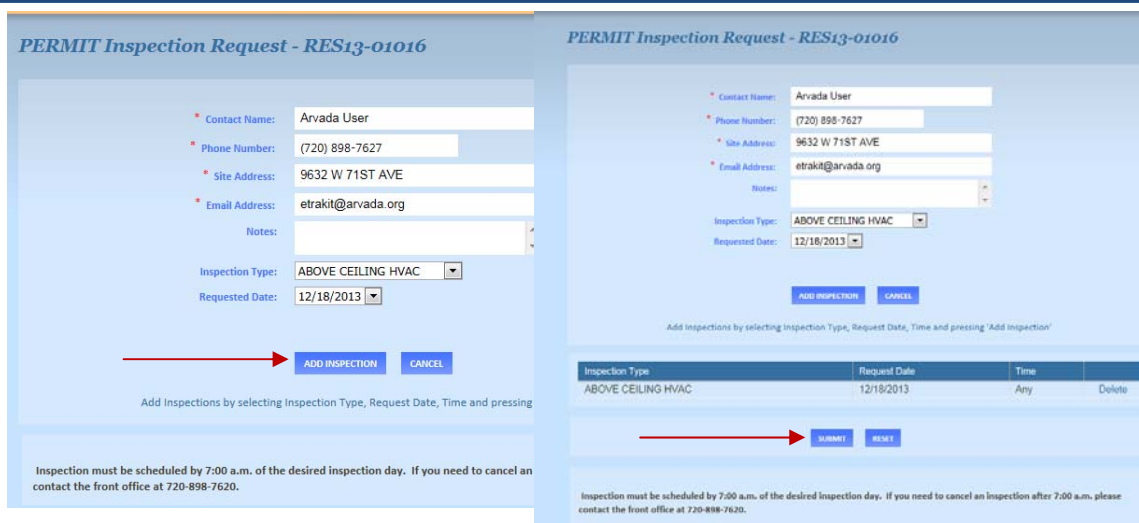 PERMIT Inspection Request - RES13-01016
* Contact Name: Arvada User
* Phone Number: (720) 898-7627
* Site Address: 9632 W 71ST AVE
* Email Address: etrakit@arvada.org
Notes:
Inspection Type: ABOVE CEILING HVAC
Requested Date: 12/18/2013
ADD INSPECTION CANCEL
Add Inspections by selecting Inspection Type, Request Date, Time and pressing
Inspection must be scheduled by 7:00 a.m. of the desired inspection day. If you need to cancel an
contact the front office at 720-898-7620.
PERMIT Inspection Request - RES13-01016
* Contact Name: Arvada User
* Phone Number: (720) 898-7627
* Site Address: 9632 W 71ST AVE
* Email Address: etrakit@arvada.org
Notes:
Inspection Type: ABOVE CEILING HVAC
Requested Date: 12/18/2013
ADD INSPECTION CANCEL
Add Inspections by selecting Inspection Type, Request Date, Time and pressing 'Add Inspection'
Inspection Type Request Date Time
ABOVE CEILING HVAC 12/18/2013 Any Delete
SUBMIT RESET
Inspection must be scheduled by 7:00 a.m. of the desired inspection day. If you need to cancel an inspection after 7:00 a.m. please
contact the front office at 720-898-7620.